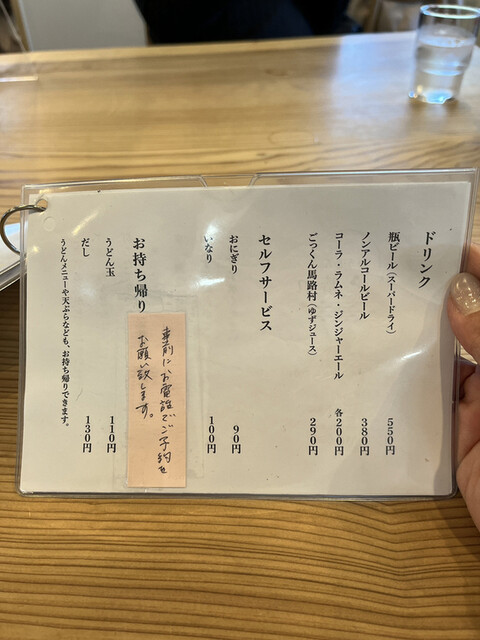 ドリンク
瓶ビール(スーパードライ) 550円
ノンアルコールビール 380円
コーラ・ラムネ・ジンジャーエール 各200円
ごっくん馬路村(ゆずジュース) 290円
セルフサービス
おにぎり 90円
いなり 100円
お持ち帰り
事前にお電話でご予約を
お願い致します。
うどん玉 110円
だし 130円
うどんメニューや天ぷらなども、お持ち帰りできます。